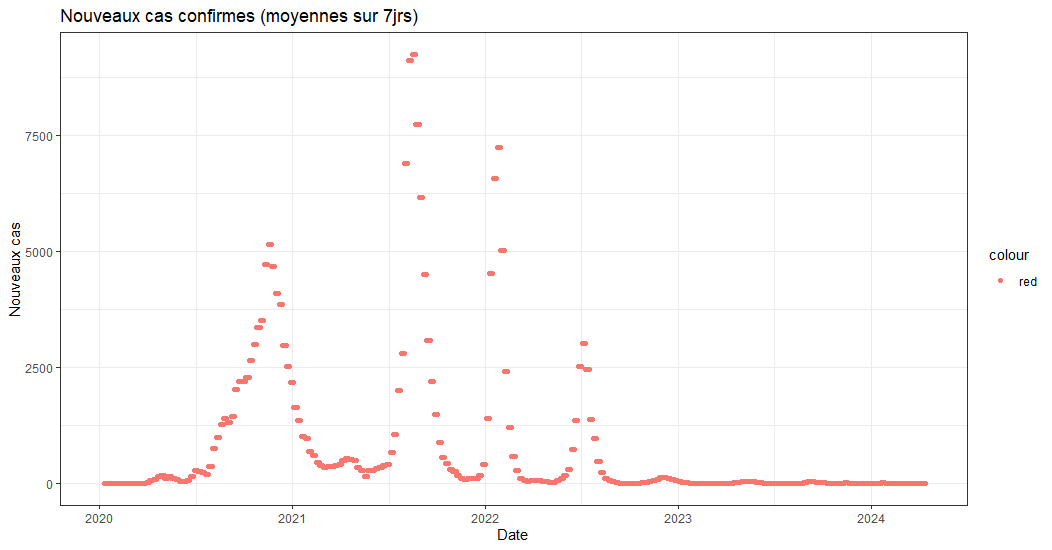 Nouveaux cas confirmes (moyennes sur 7jrs)
7500
5000
2500
0
Nouveaux cas
2020 2021 2022 2023 2024
Date
colour
red